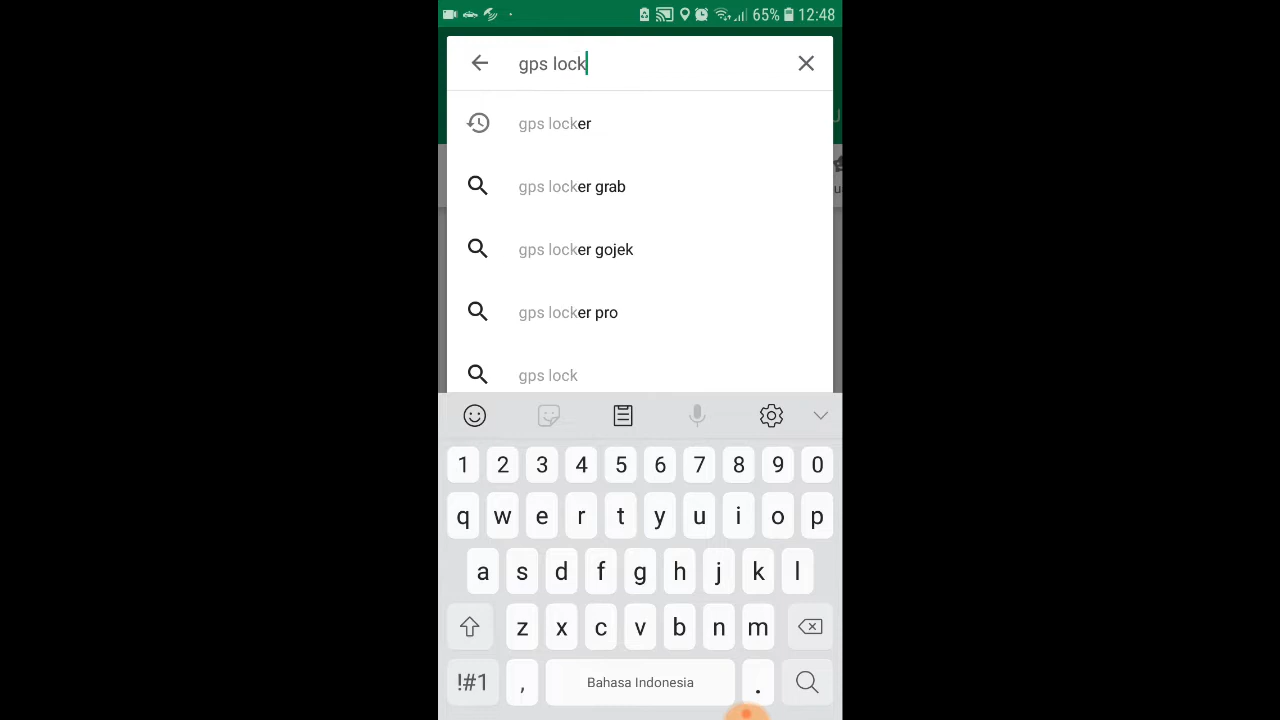 65% 12:48
gps lock
gps locker
gps locker grab
gps locker gojek
gps locker pro
gps lock
1 2 3 4 5 6 7 8 9 0
q w e r t y u i o p
a s d f g h j k l
z x c v b n m
!#1 , Bahasa Indonesia .